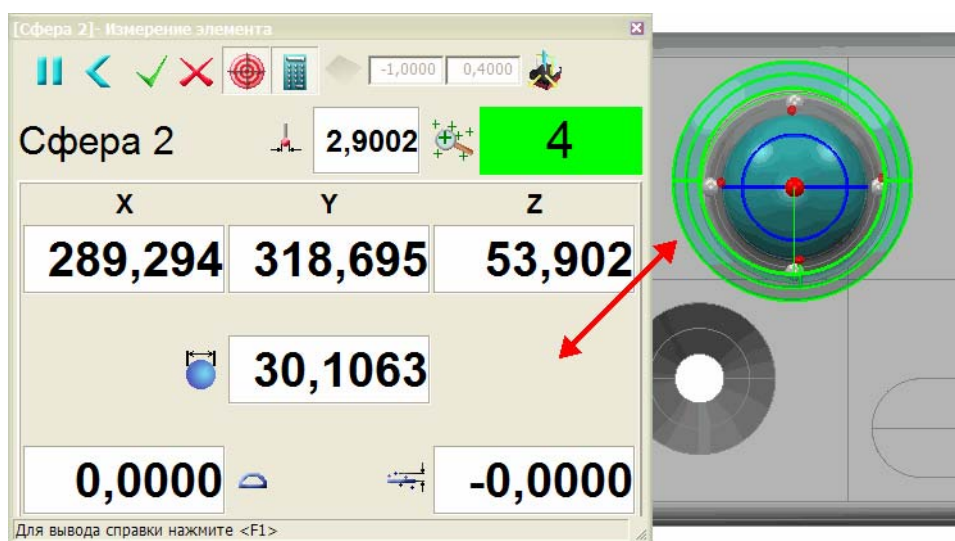 [Сфера 2]- Измерение элемента
-1,0000 0,4000
Сфера 2 2,9002 4
X Y Z
289,294 318,695 53,902
30,1063
0,0000 -0,0000
Для вывода справки нажмите <F1>